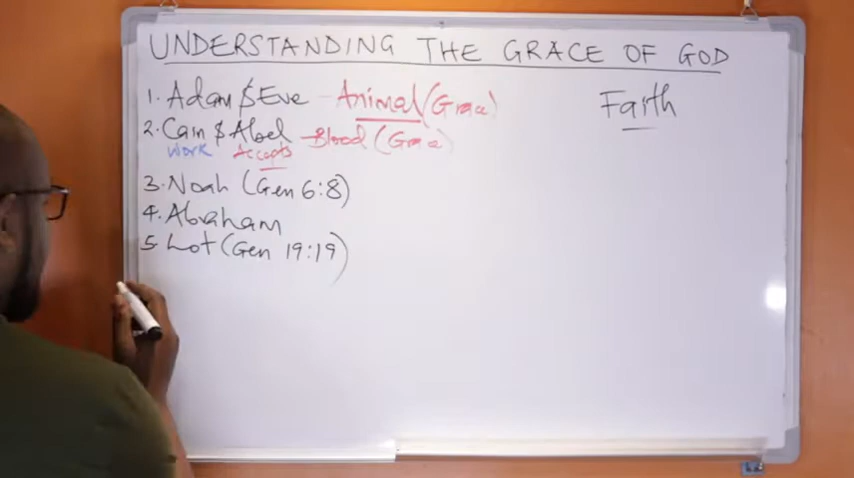 UNDERSTANDING THE GRACE OF GOD
1. Adam $ Eve - Animal (Grace)
Faith
2. Cain $ Abel - Blood (Grace)
Work Accepts
3. Noah (Gen 6:8)
4. Abraham
5 Lot (Gen 19:19)